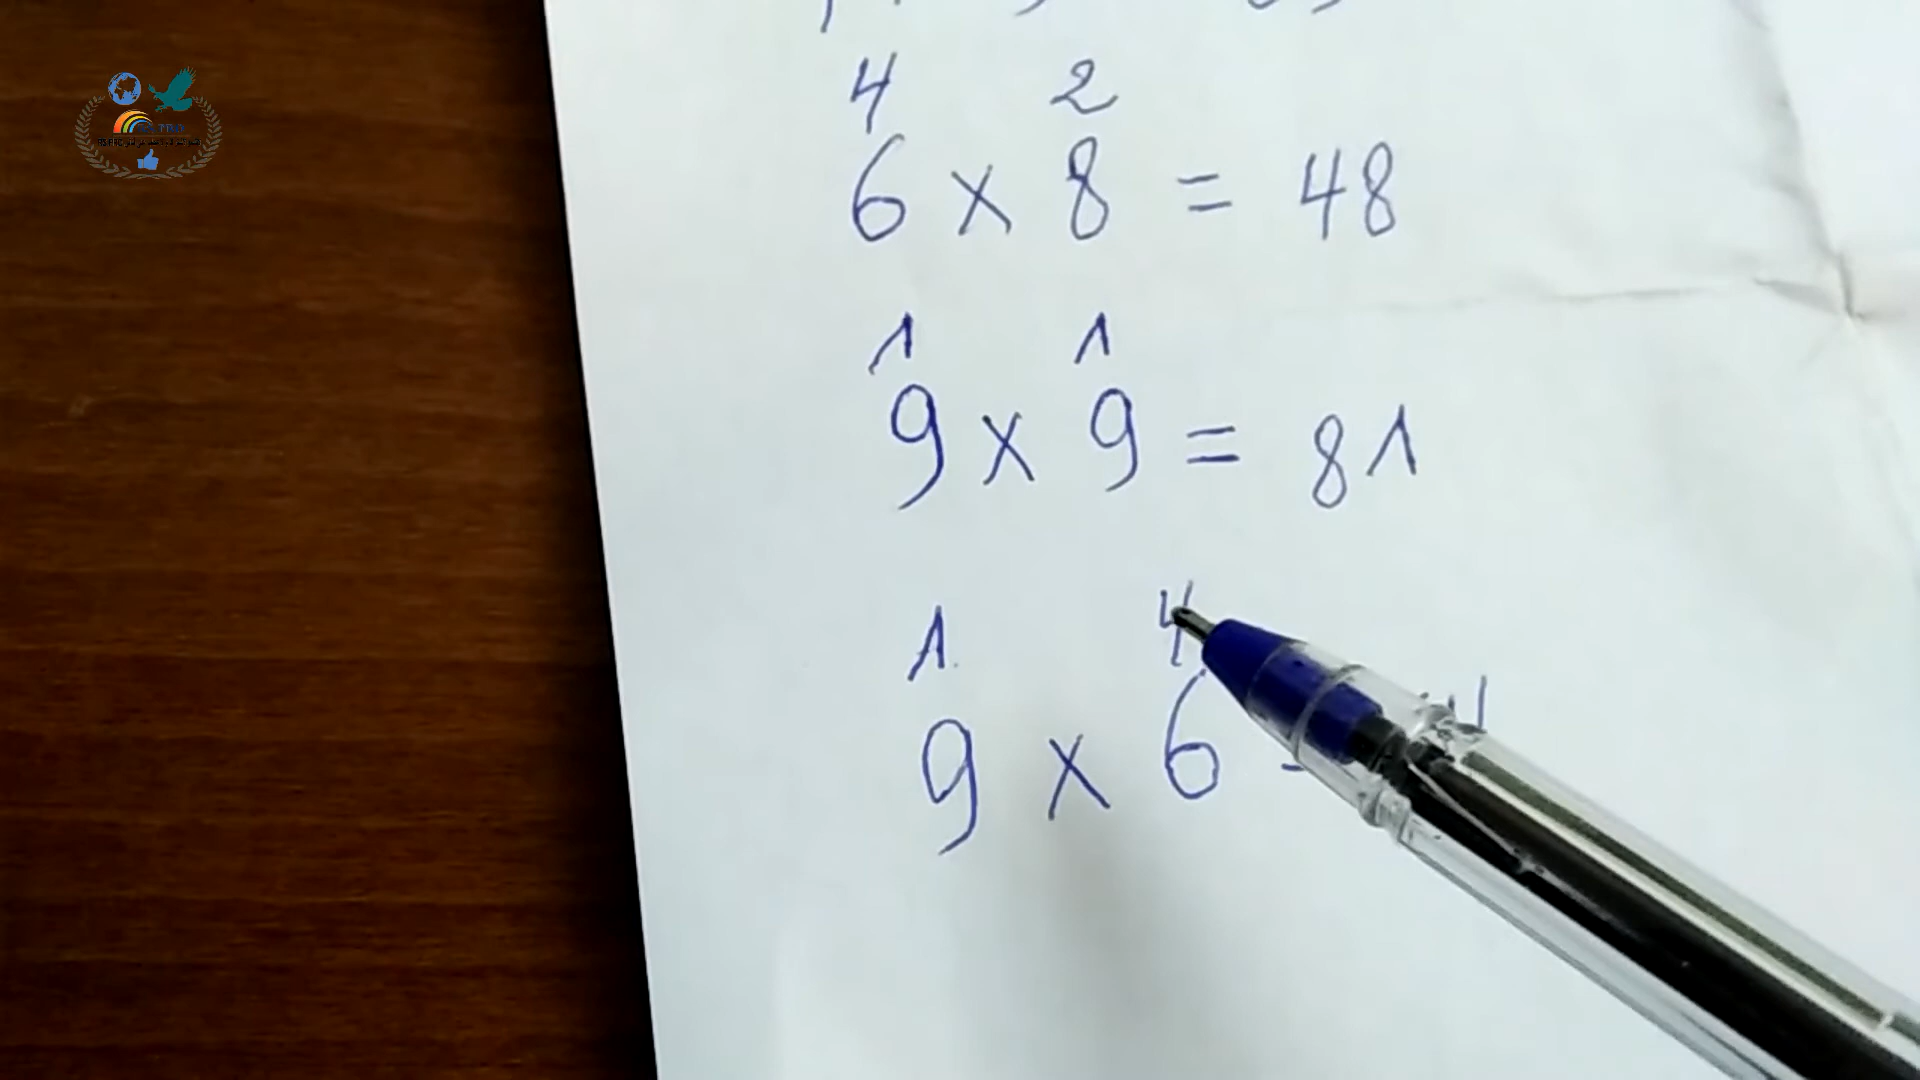 4 2
6 x 8 = 48
1 1
9 x 9 = 81
1 4
9 x 6